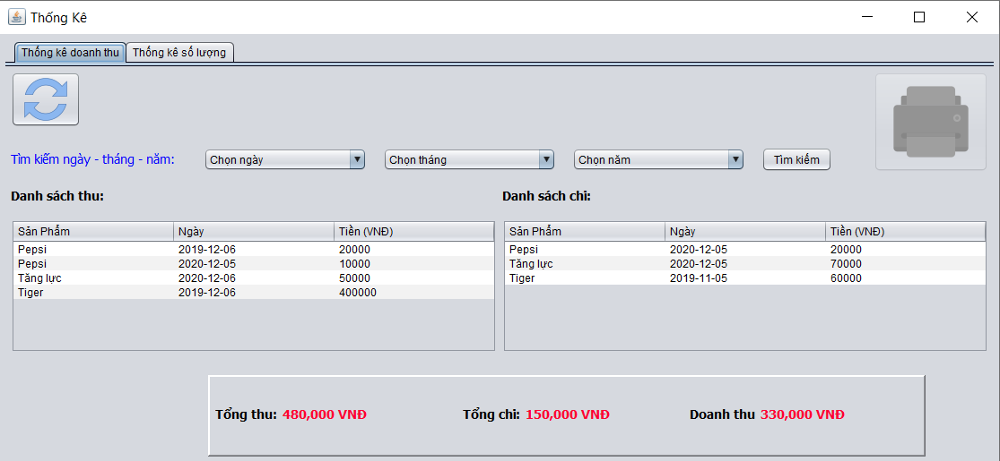 Thống Kê
Thống kê doanh thu Thống kê số lượng
Tìm kiếm ngày - tháng - năm: Chọn ngày Chọn tháng Chọn năm Tìm kiếm
Danh sách thu: Danh sách chi:
Sản Phẩm Ngày Tiền (VNĐ) Sản Phẩm Ngày Tiền (VNĐ)
Pepsi 2019-12-06 20000 Pepsi 2020-12-05 20000
Pepsi 2020-12-05 10000 Tăng lực 2020-12-05 70000
Tăng lực 2020-12-06 50000 Tiger 2019-11-05 60000
Tiger 2019-12-06 400000
Tổng thu: 480,000 VNĐ Tổng chi: 150,000 VNĐ Doanh thu 330,000 VNĐ